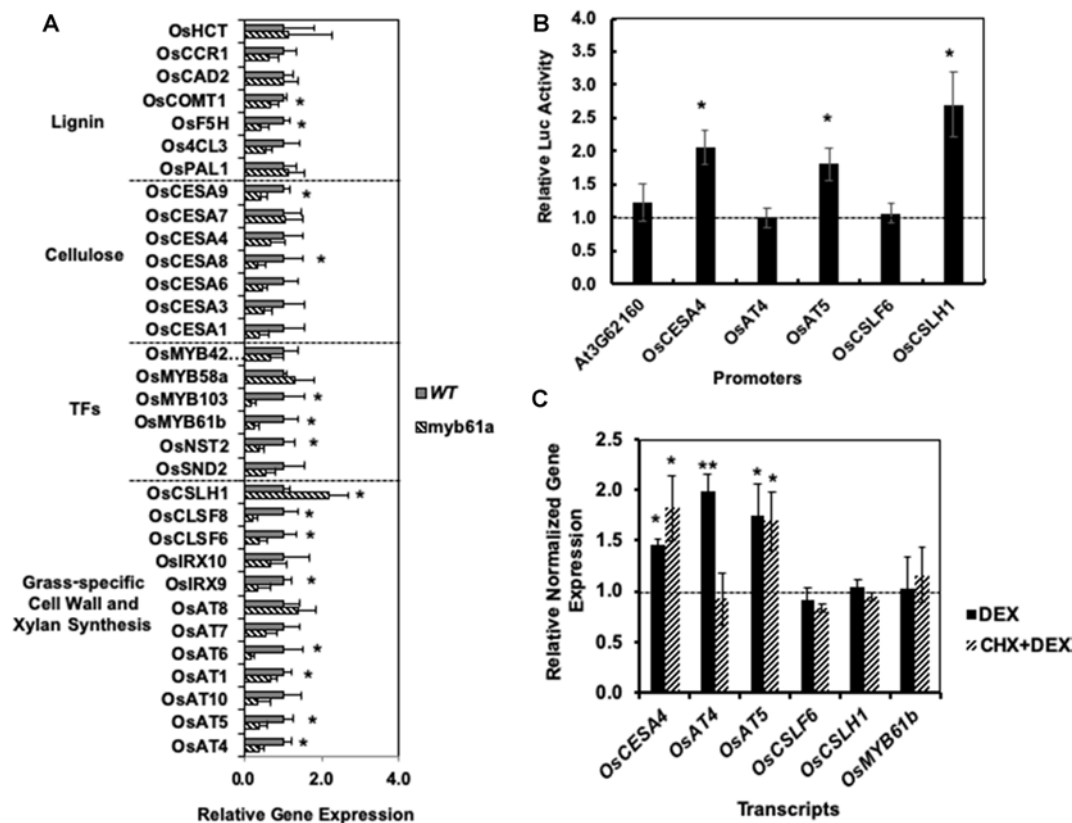 A
OsHCT
OsCCR1
OsCAD2
OsCOMT1 *
Lignin
OsF5H *
Os4CL3
OsPAL1
OsCESA9 *
OsCESA7
OsCESA4
Cellulose
OsCESA8 *
OsCESA6
OsCESA3
OsCESA1
OsMYB42...
OsMYB58a
TFs
OsMYB103 *
OsMYB61b *
OsNST2 *
OsSND2
OsCSLH1 *
OsCLSF8 *
OsCLSF6 *
OsIRX10
Grass-specific
Cell Wall and
Xylan Synthesis
OsIRX9 *
OsAT8
OsAT7
OsAT6 *
OsAT1 *
OsAT10
OsAT5 *
OsAT4 *
0.0 2.0 4.0
Relative Gene Expression
WT
myb61a
B
Relative Luc Activity
4.0
3.5
3.0
2.5
2.0
1.5
1.0
0.5
0.0
* * *
At3G62160 OsCESA4 OsAT4 OsAT5 OsCSLF6 OsCSLH1
Promoters
C
Relative Normalized Gene
Expression
2.5
2.0
1.5
1.0
0.5
0.0
* * ** * *
DEX
CHX+DEX
OsCESA4 OsAT4 OsAT5 OsCSLF6 OsCSLH1 OsMYB61b
Transcripts